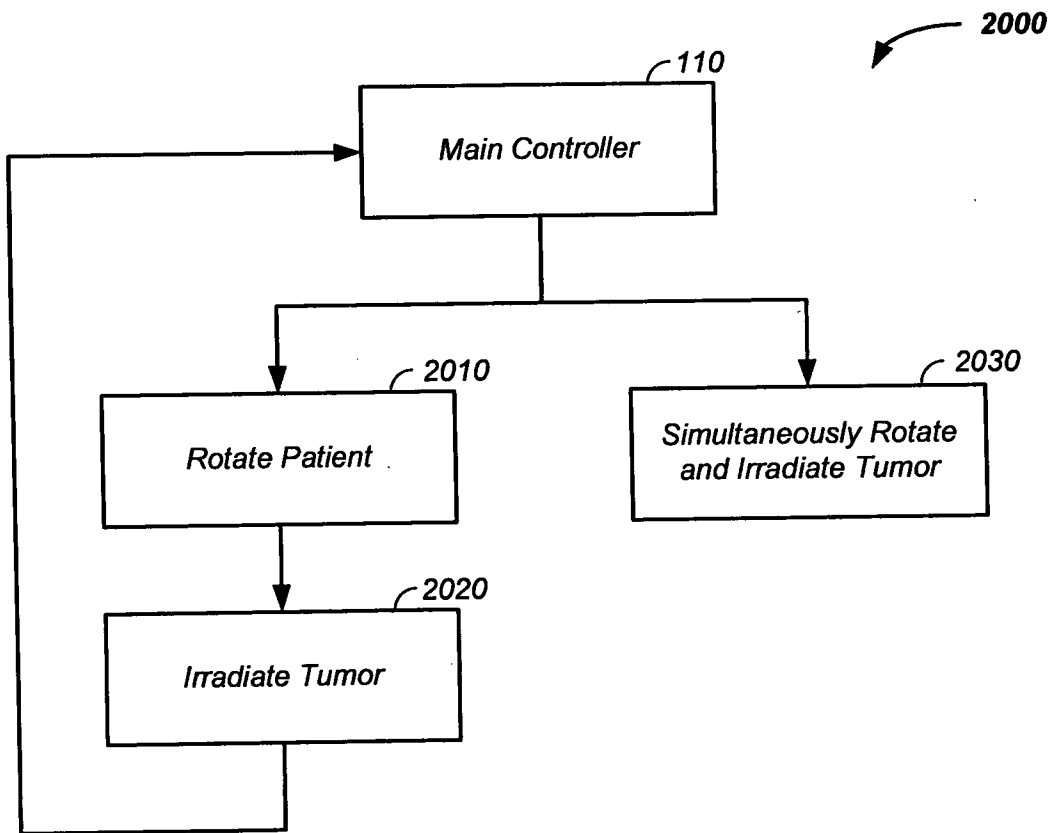 2000
110
Main Controller
2010
Rotate Patient
2030
Simultaneously Rotate
and Irradiate Tumor
2020
Irradiate Tumor